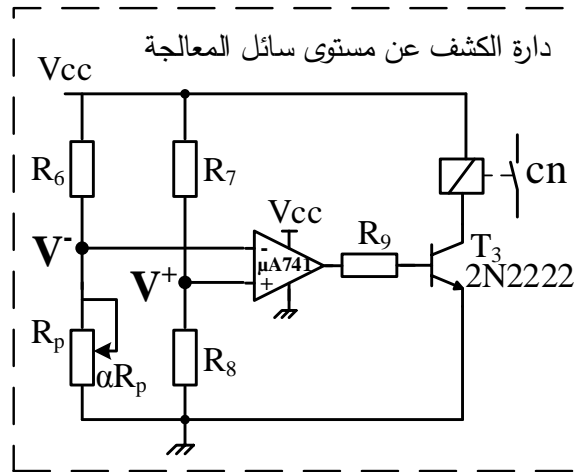 دارة الكشف عن مستوى سائل المعالجة
Vcc
R6
R7
cn
Vcc
R9
V-
-
μA741
T3
2N2222
V+
+
Rp
αRp
R8